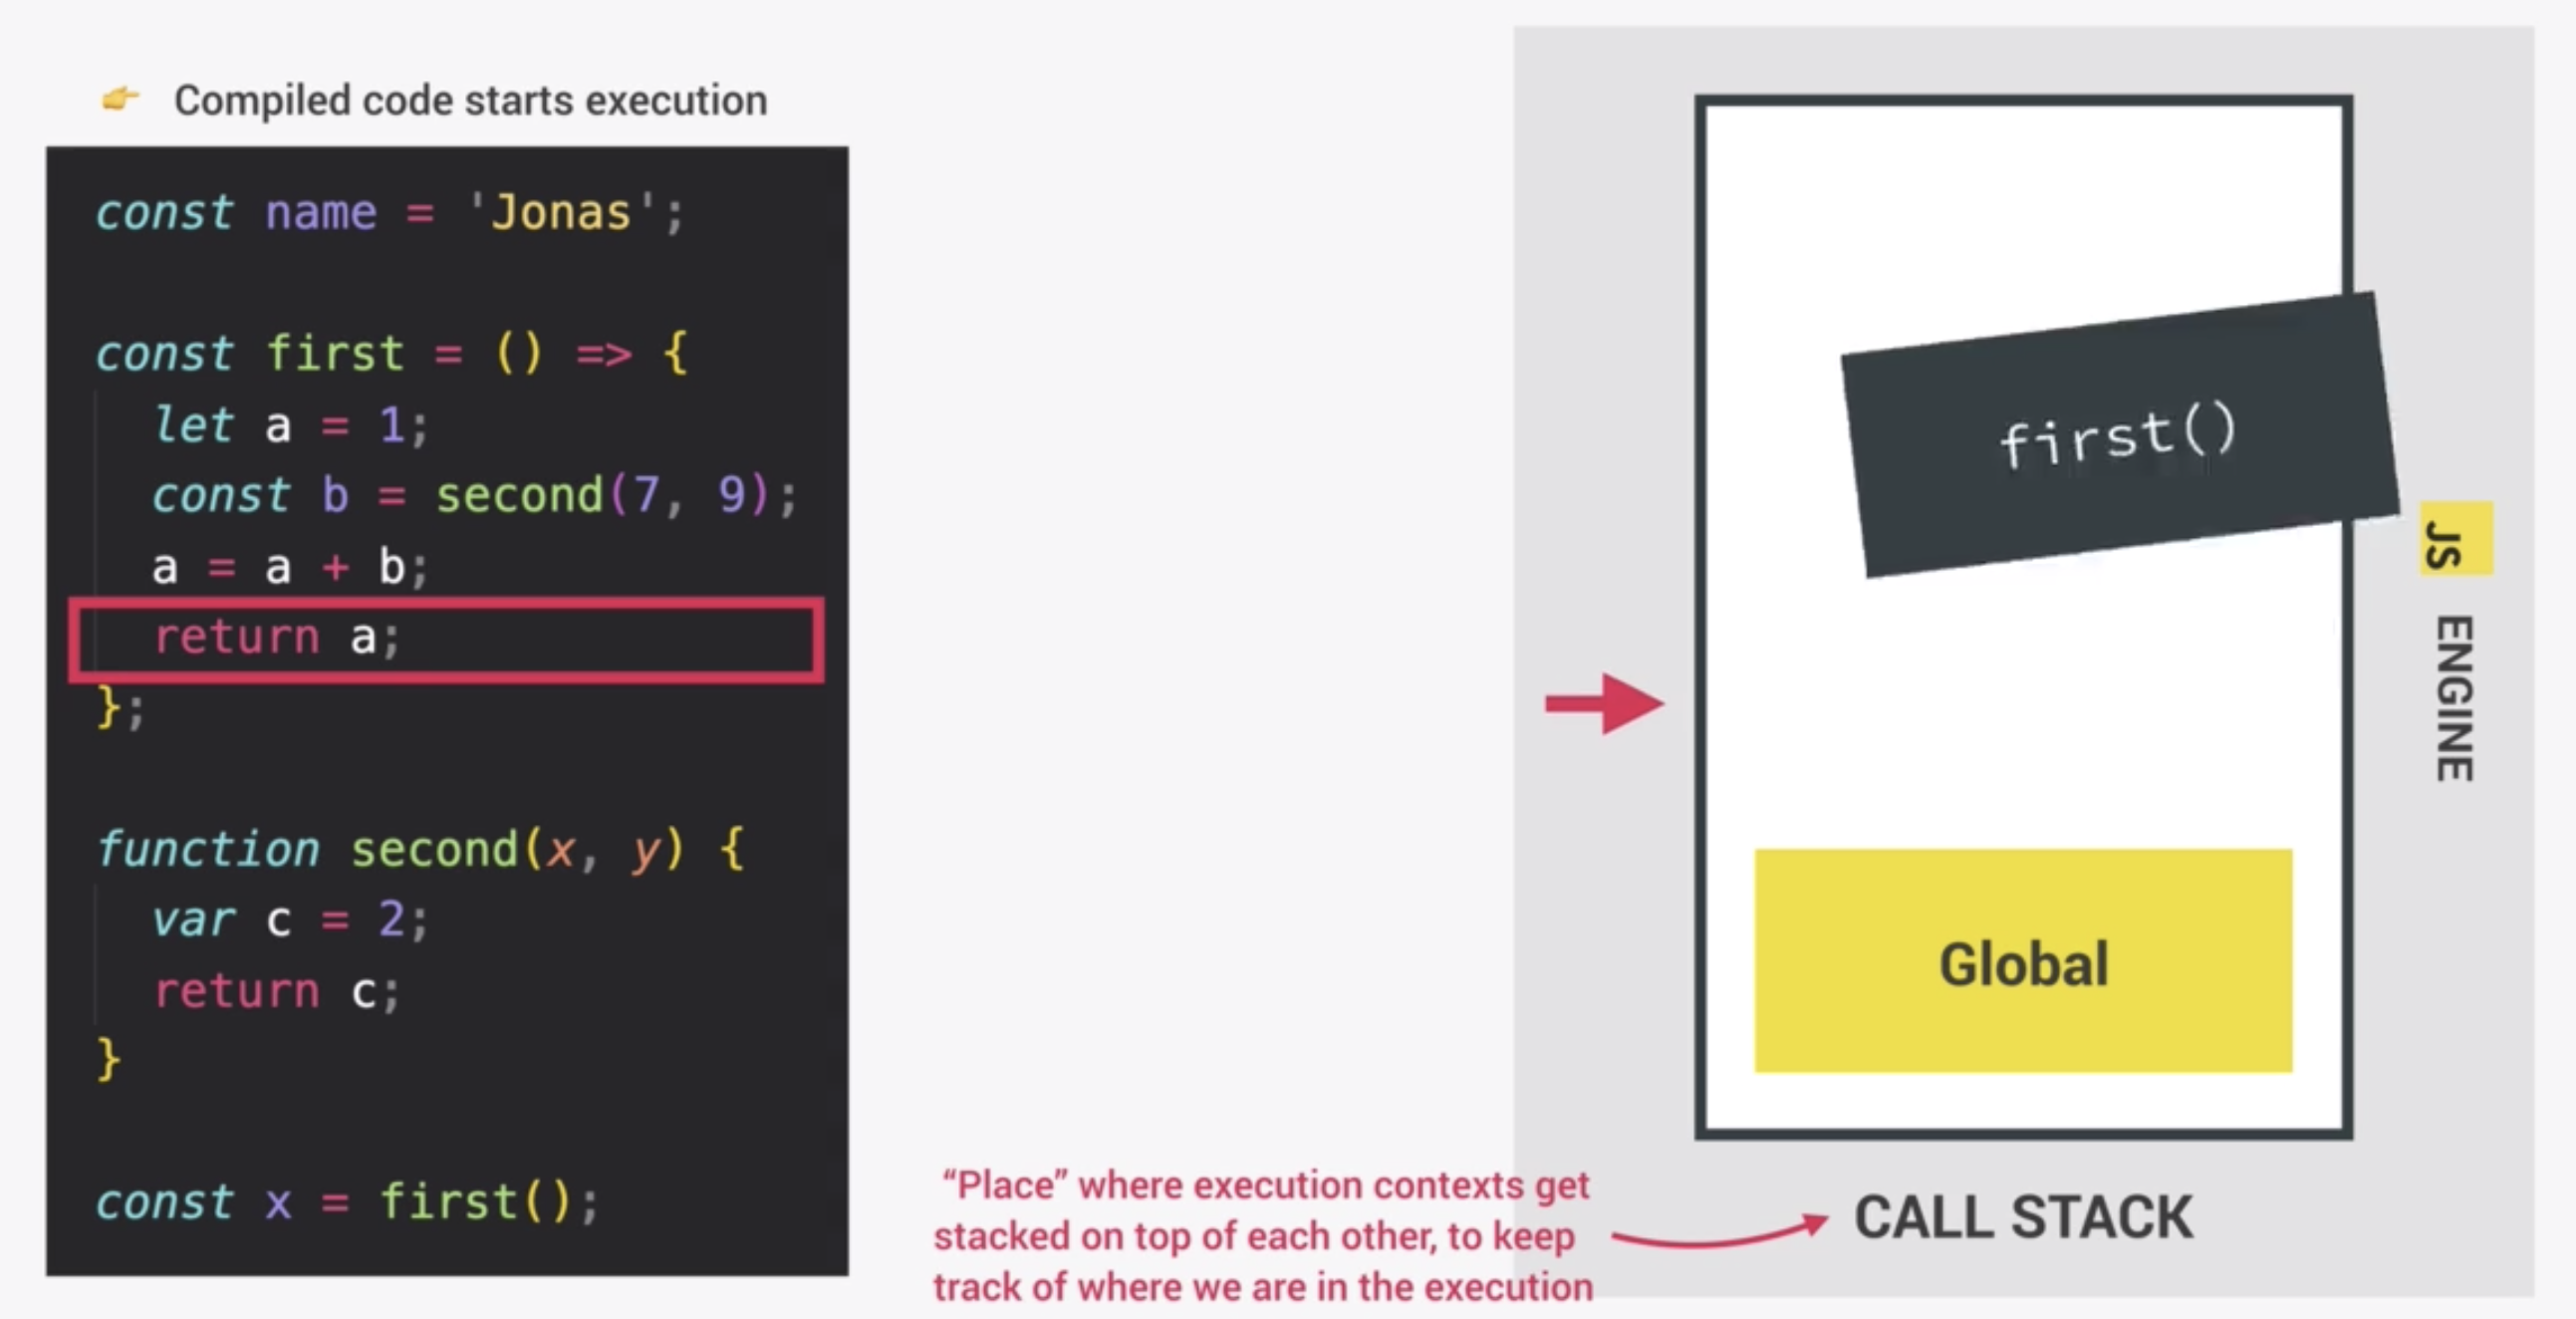 👉 Compiled code starts execution
const name = 'Jonas';
const first = () => {
let a = 1;
const b = second(7, 9);
a = a + b;
return a;
};
function second(x, y) {
var c = 2;
return c;
}
const x = first();
first()
Global
JS ENGINE
“Place” where execution contexts get
stacked on top of each other, to keep
track of where we are in the execution
CALL STACK